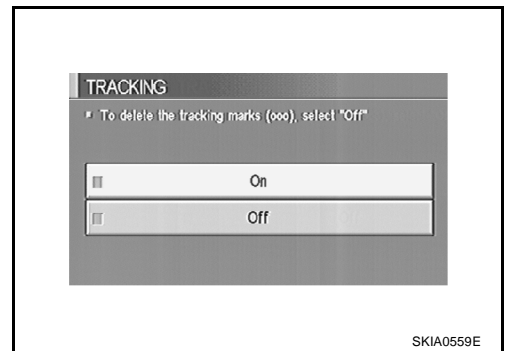 TRACKING
To delete the tracking marks (ooo), select "Off"
On
Off
SKIA0559E